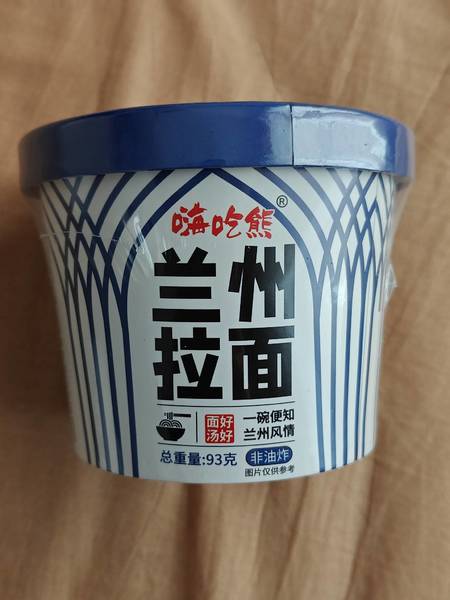 嗨吃熊®
兰州
拉面
面好
汤好
一碗便知
兰州风情
总重量:93克
非油炸
图片仅供参考